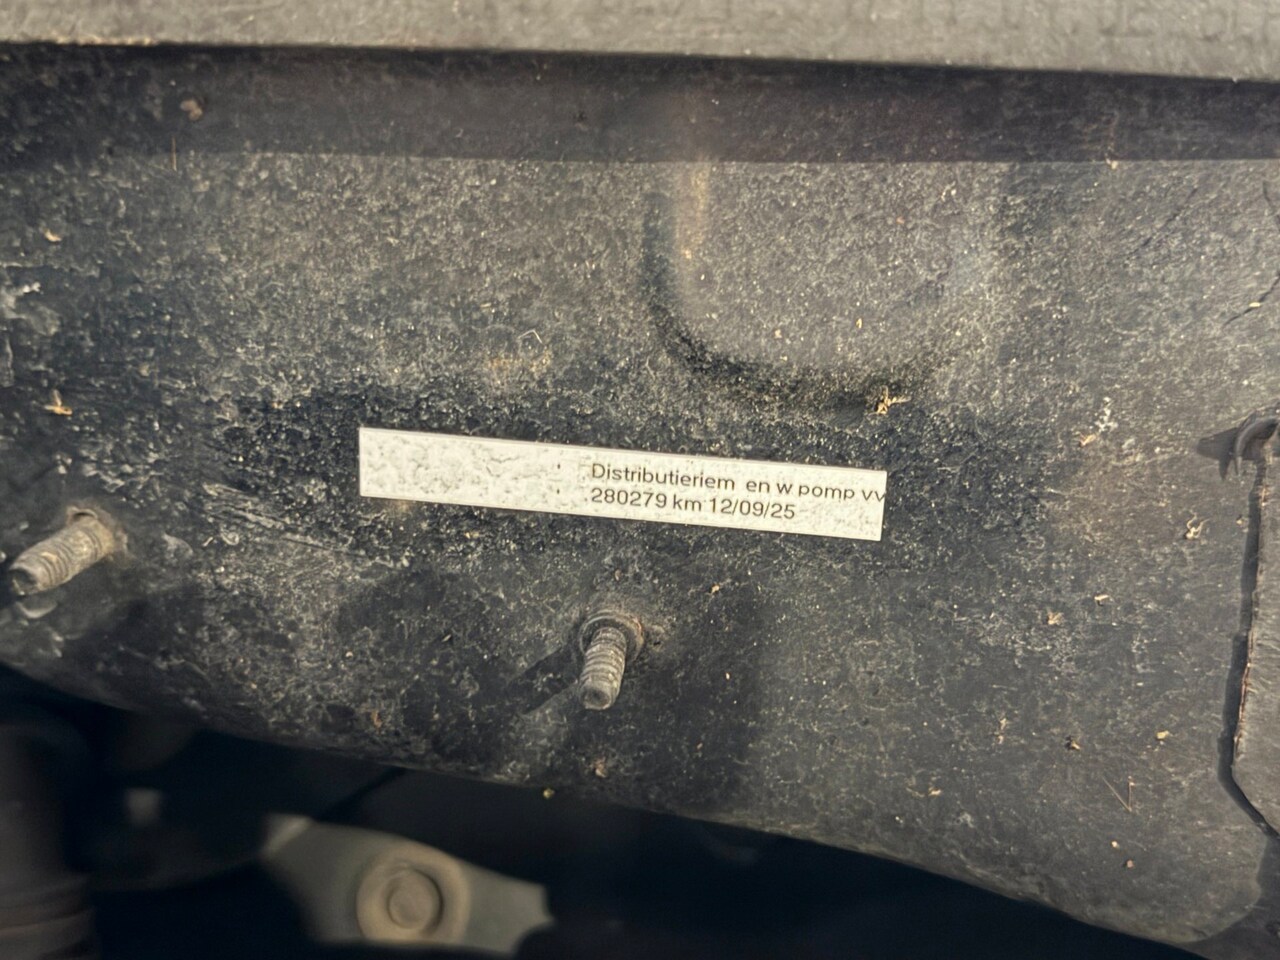 Distributieriem en w pomp vv
280279 km 12/09/25